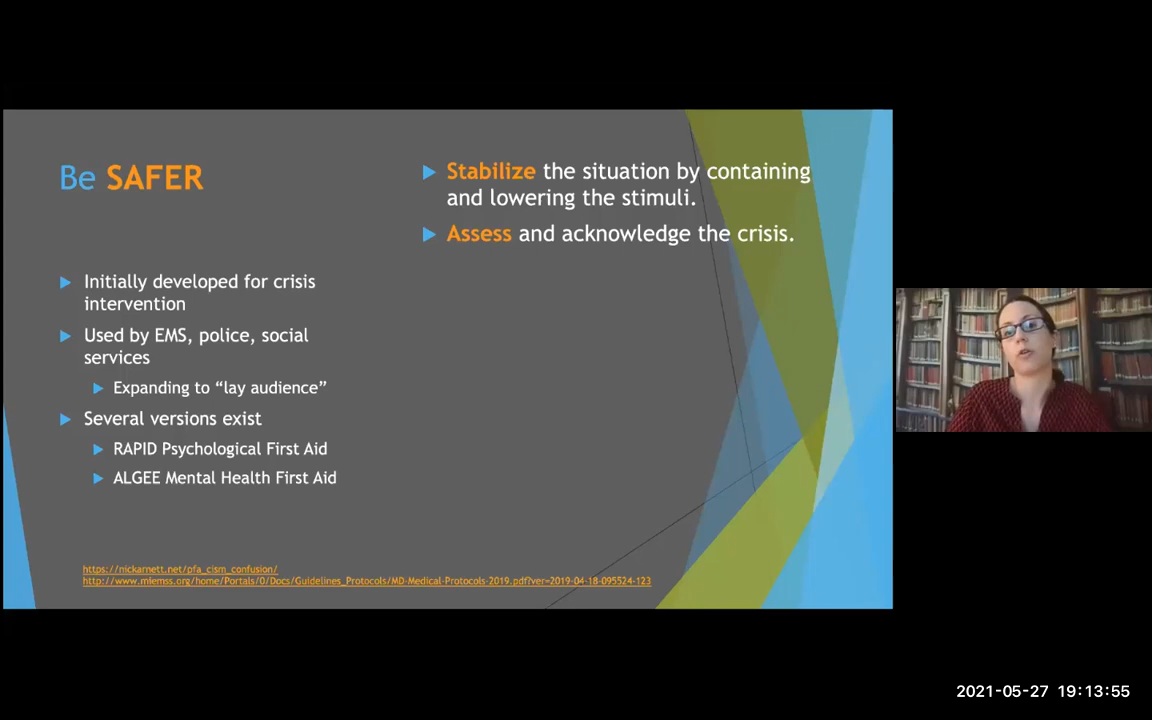 Be SAFER
Initially developed for crisis
intervention
Used by EMS, police, social
services
Expanding to “lay audience”
Several versions exist
RAPID Psychological First Aid
ALGEE Mental Health First Aid
Stabilize the situation by containing
and lowering the stimuli.
Assess and acknowledge the crisis.
https://nickarnett.net/pfa_cism_confusion/
http://www.mlemss.org/home/Portals/0/Docs/Guidelines_Protocols/MD-Medical-Protocols-2019.pdf?ver=2019-04-18-095524-123
2021-05-27 19:13:55